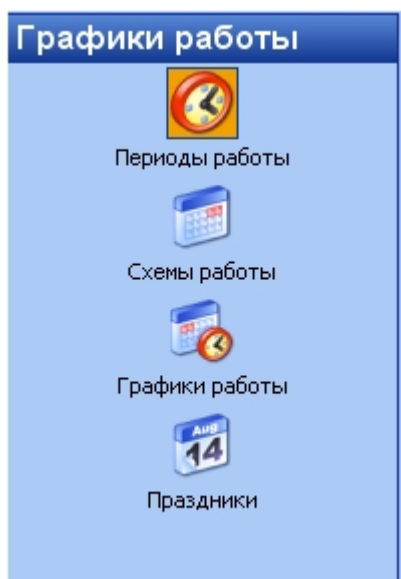 Графики работы
Периоды работы
Схемы работы
Графики работы
Aug
14
Праздники